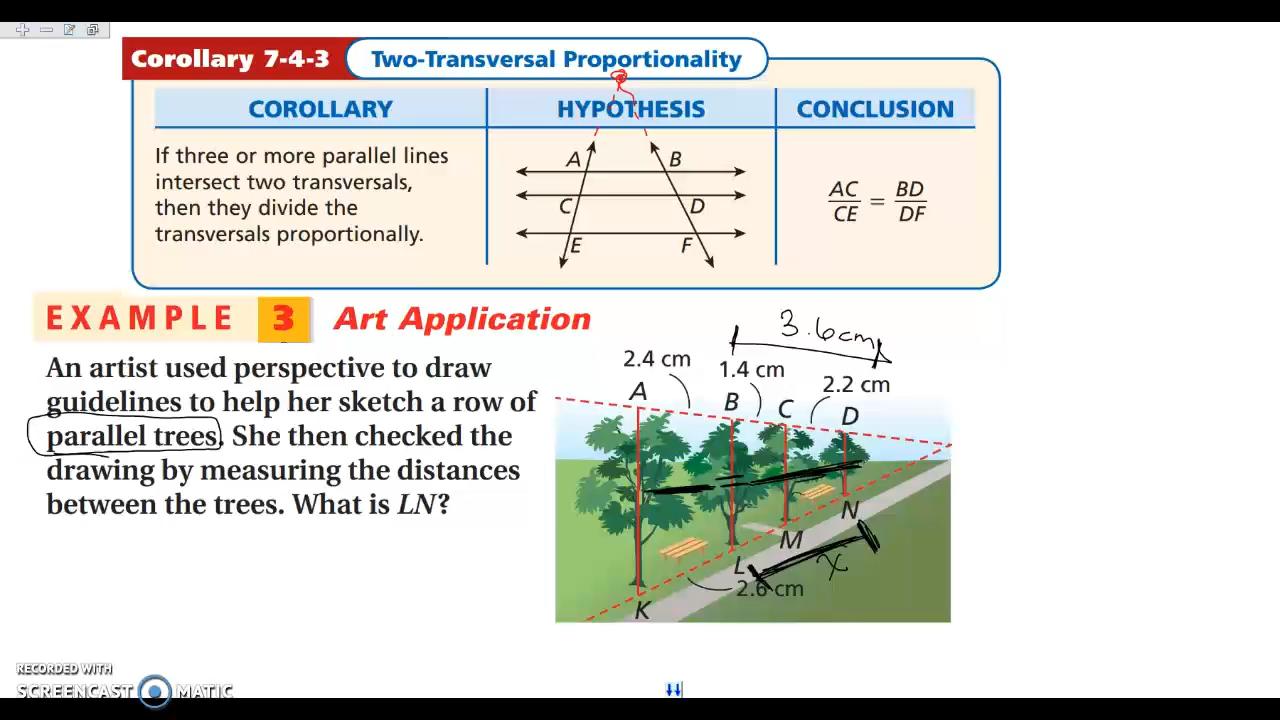 Corollary 7-4-3 Two-Transversal Proportionality
COROLLARY HYPOTHESIS CONCLUSION
If three or more parallel lines
intersect two transversals,
then they divide the
transversals proportionally.
A B
C D
E F
AC/CE = BD/DF
EXAMPLE 3 Art Application
An artist used perspective to draw
guidelines to help her sketch a row of
parallel trees. She then checked the
drawing by measuring the distances
between the trees. What is LN?
3.6cm
2.4 cm 1.4 cm 2.2 cm
A B C D
N
M
L x
2.6 cm
K
RECORDED WITH
SCREENCAST MATIC